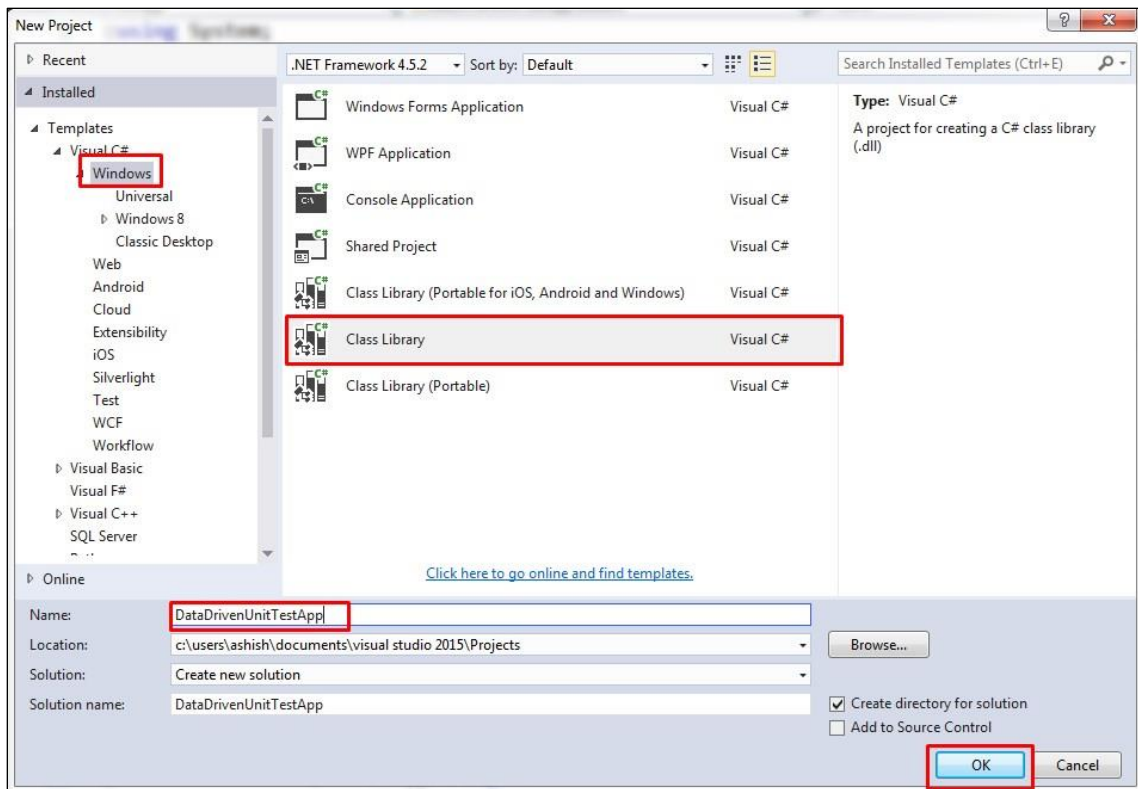 New Project
using System;
Recent
.NET Framework 4.5.2
Sort by: Default
Search Installed Templates (Ctrl+E)
Installed
Templates
Visual C#
Windows
Universal
Windows 8
Classic Desktop
Web
Android
Cloud
Extensibility
iOS
Silverlight
Test
WCF
Workflow
Visual Basic
Visual F#
Visual C++
SQL Server
Online
Windows Forms Application Visual C#
WPF Application Visual C#
Console Application Visual C#
Shared Project Visual C#
Class Library (Portable for iOS, Android and Windows) Visual C#
Class Library Visual C#
Class Library (Portable) Visual C#
Click here to go online and find templates.
Type: Visual C#
A project for creating a C# class library
(.dll)
Name: DataDrivenUnitTestApp
Location: c:\users\ashish\documents\visual studio 2015\Projects
Browse...
Solution: Create new solution
Solution name: DataDrivenUnitTestApp
Create directory for solution
Add to Source Control
OK
Cancel